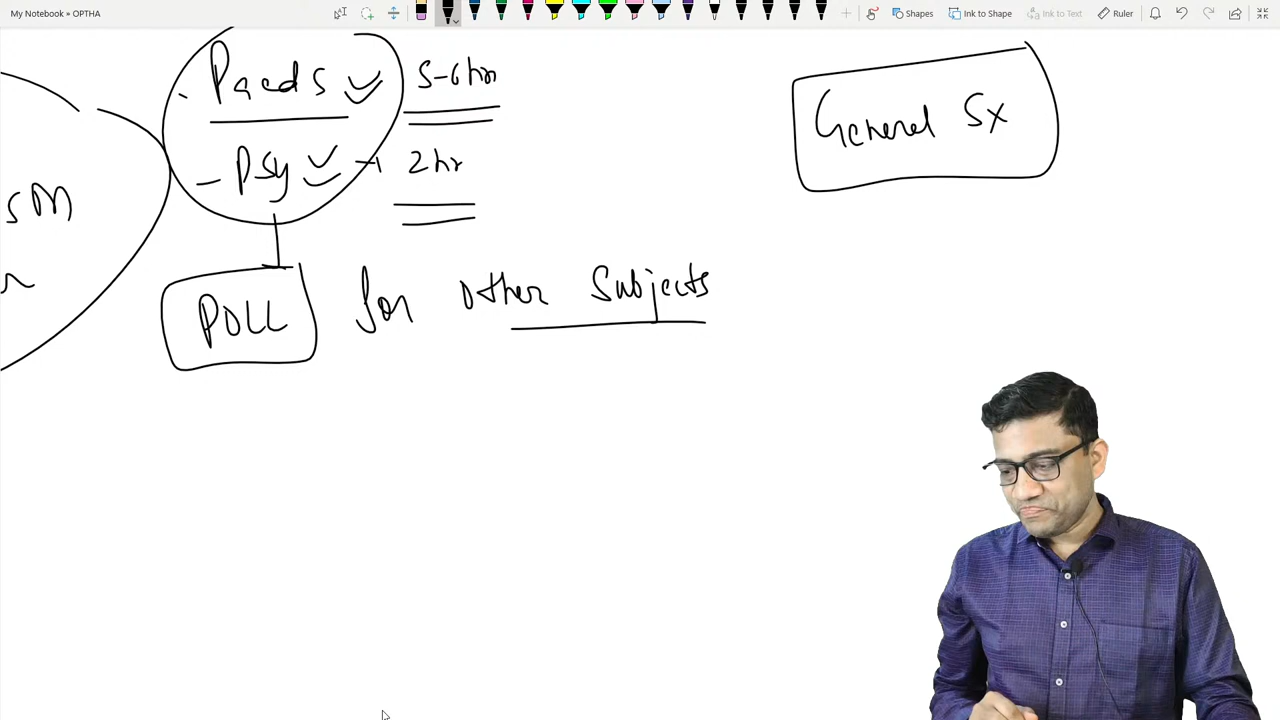 My Notebook » OPTHA
Shapes
Ink to Shape
Ink to Text
Ruler
Paeds 5-6hr
General Sx
- Psy → 2hr
SM
r
POLL for other Subjects